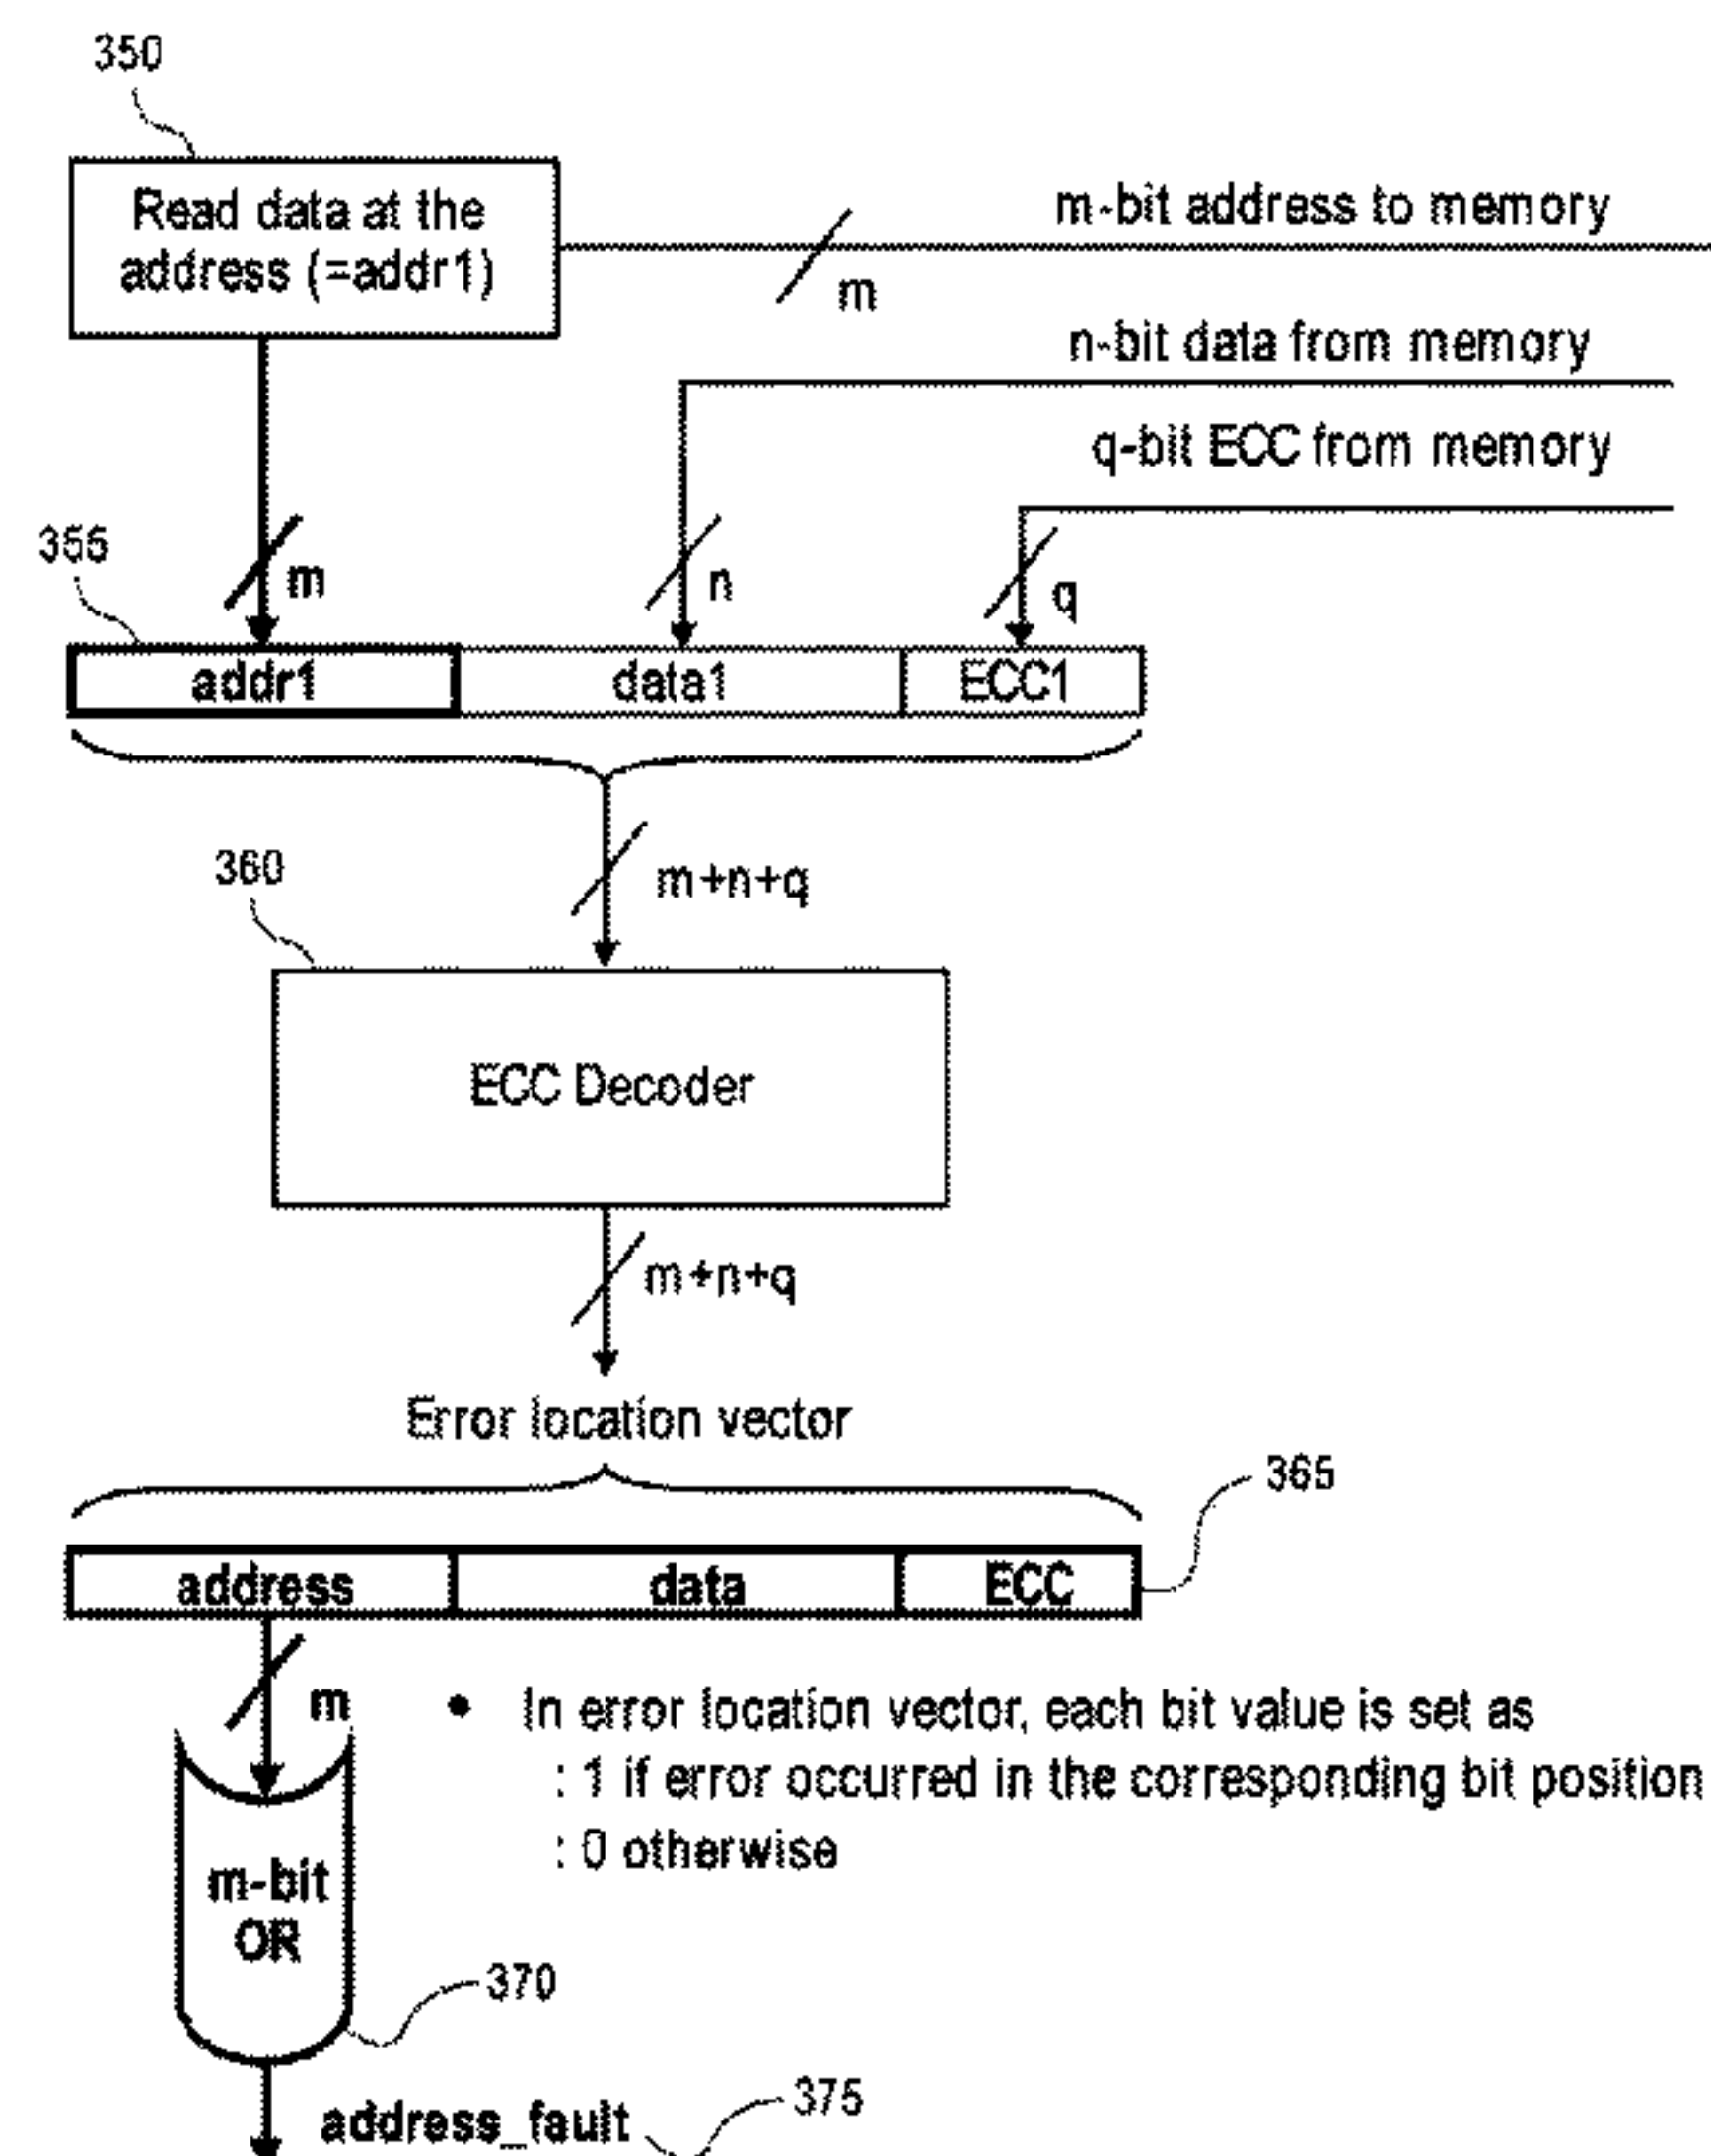 350
Read data at the
address (=addr1)
m-bit address to memory
m
n-bit data from memory
q-bit ECC from memory
355
m
n
q
addr1 data1 ECC1
360
m+n+q
ECC Decoder
m+n+q
Error location vector
365
address data ECC
m
• In error location vector, each bit value is set as
: 1 if error occurred in the corresponding bit position
: 0 otherwise
m-bit
OR
370
address_fault
375